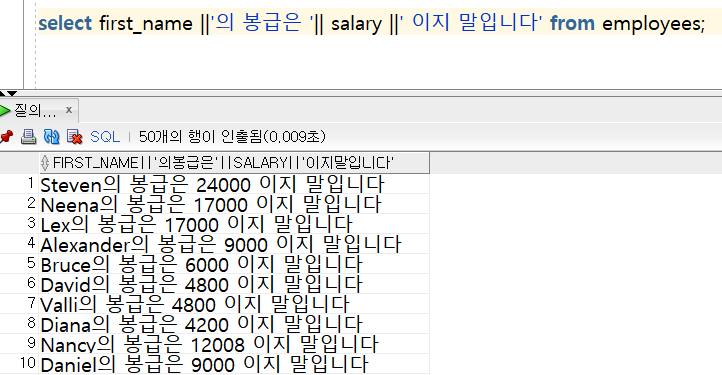 select first_name ||'의 봉급은 '|| salary ||' 이지 말입니다' from employees;
질의... x
SQL | 50개의 행이 인출됨(0,009초)
FIRST_NAME||'의봉급은'||SALARY||'이지말입니다'
1 Steven의 봉급은 24000 이지 말입니다
2 Neena의 봉급은 17000 이지 말입니다
3 Lex의 봉급은 17000 이지 말입니다
4 Alexander의 봉급은 9000 이지 말입니다
5 Bruce의 봉급은 6000 이지 말입니다
6 David의 봉급은 4800 이지 말입니다
7 Valli의 봉급은 4800 이지 말입니다
8 Diana의 봉급은 4200 이지 말입니다
9 Nancy의 봉급은 12008 이지 말입니다
10 Daniel의 봉급은 9000 이지 말입니다